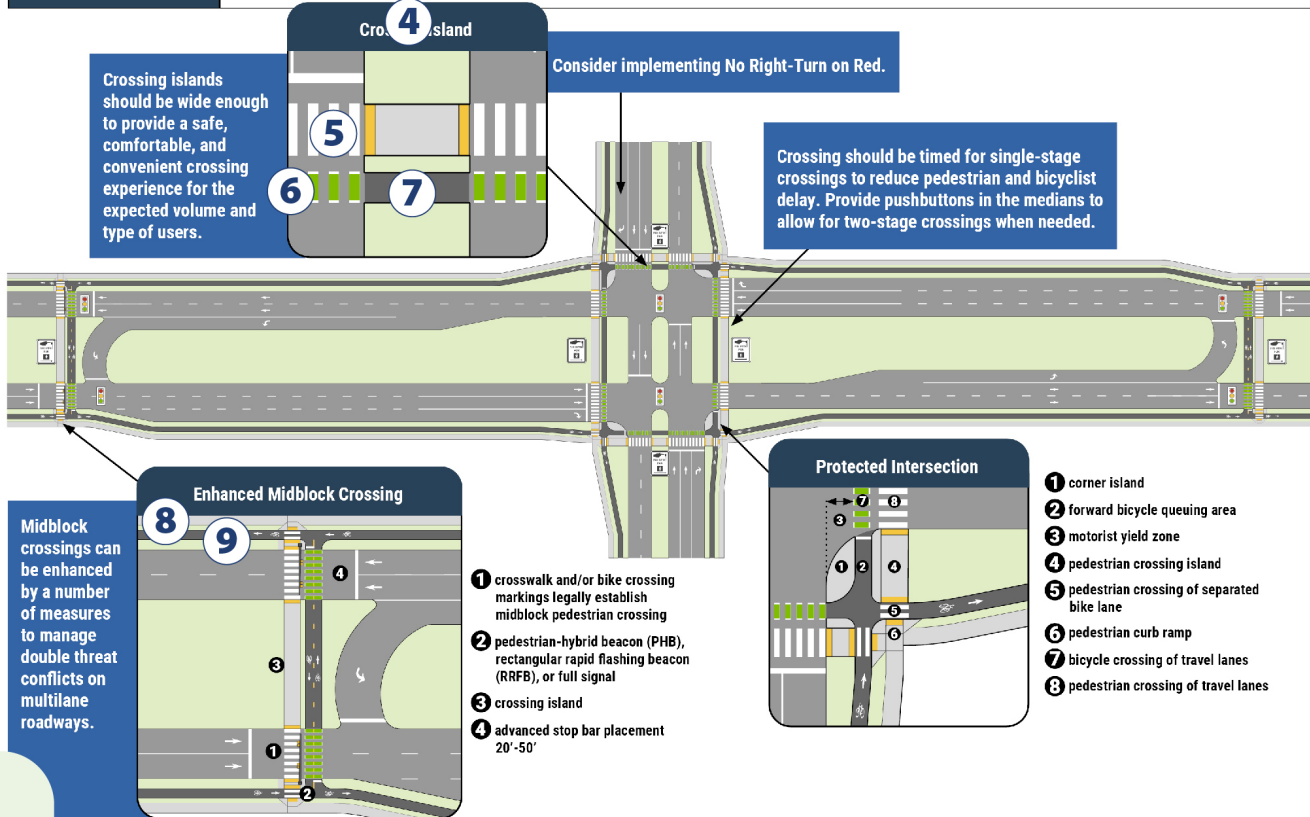 4
Crossing Island
Consider implementing No Right-Turn on Red.
Crossing islands
should be wide enough
to provide a safe,
comfortable, and
convenient crossing
experience for the
expected volume and
type of users.
5
6
7
Crossing should be timed for single-stage
crossings to reduce pedestrian and bicyclist
delay. Provide pushbuttons in the medians to
allow for two-stage crossings when needed.
Midblock
crossings can
be enhanced
by a number
of measures
to manage
double threat
conflicts on
multilane
roadways.
Enhanced Midblock Crossing
8
9
4
3
1
2
1 crosswalk and/or bike crossing
markings legally establish
midblock pedestrian crossing
2 pedestrian-hybrid beacon (PHB),
rectangular rapid flashing beacon
(RRFB), or full signal
3 crossing island
4 advanced stop bar placement
20'-50'
Protected Intersection
7 8
3
1 2 4
5
6
1 corner island
2 forward bicycle queuing area
3 motorist yield zone
4 pedestrian crossing island
5 pedestrian crossing of separated
bike lane
6 pedestrian curb ramp
7 bicycle crossing of travel lanes
8 pedestrian crossing of travel lanes